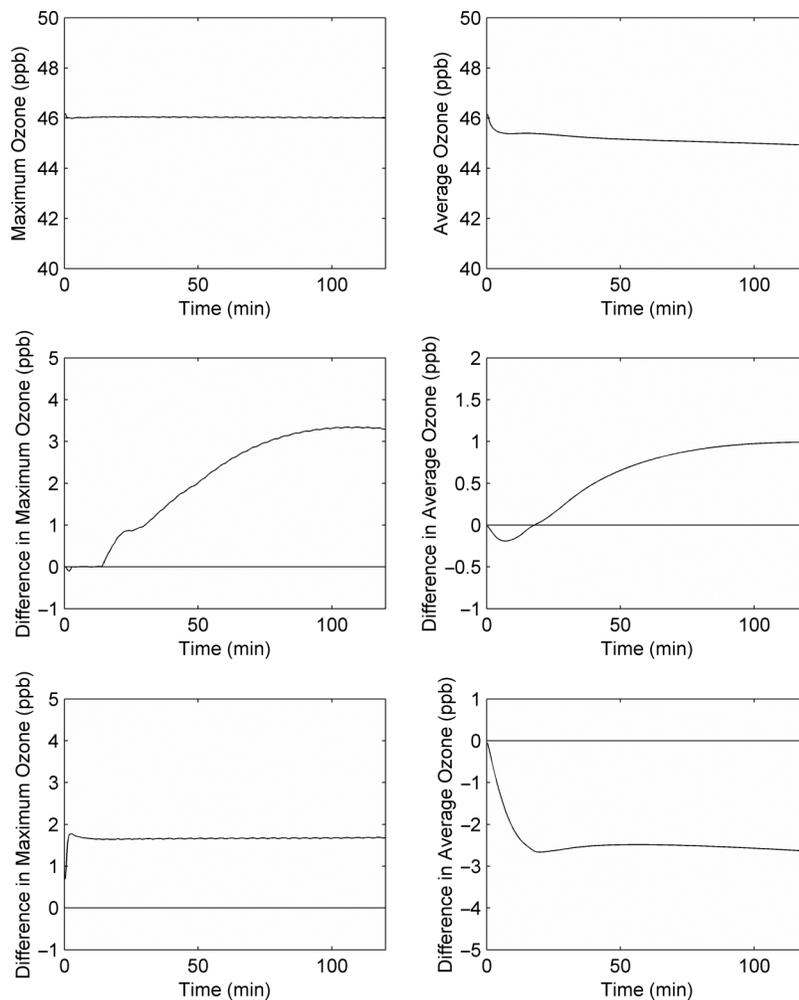 50
48
46
44
42
40
Maximum Ozone (ppb)
0 50 100
Time (min)
50
48
46
44
42
40
Average Ozone (ppb)
0 50 100
Time (min)
5
4
3
2
1
0
−1
Difference in Maximum Ozone (ppb)
0 50 100
Time (min)
2
1.5
1
0.5
0
−0.5
−1
Difference in Average Ozone (ppb)
0 50 100
Time (min)
5
4
3
2
1
0
−1
Difference in Maximum Ozone (ppb)
0 50 100
Time (min)
1
0
−1
−2
−3
−4
−5
Difference in Average Ozone (ppb)
0 50 100
Time (min)